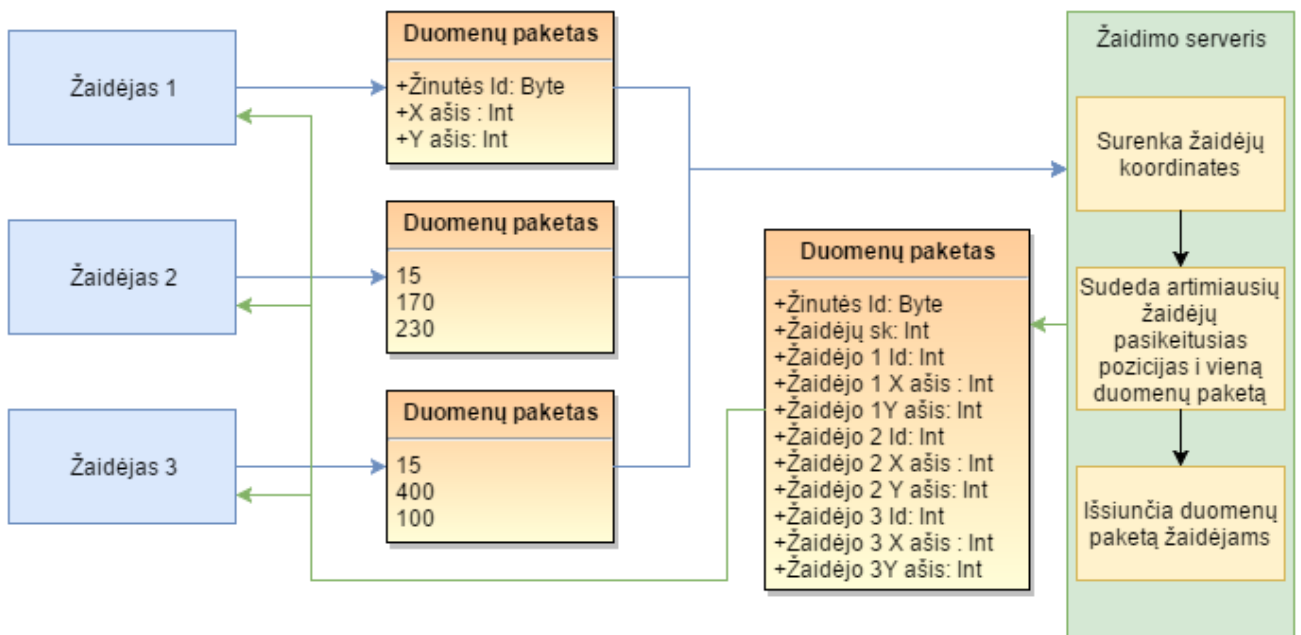 Žaidėjas 1
Duomenų paketas
+Žinutės Id: Byte
+X ašis : Int
+Y ašis: Int
Žaidėjas 2
Duomenų paketas
15
170
230
Žaidėjas 3
Duomenų paketas
15
400
100
Duomenų paketas
+Žinutės Id: Byte
+Žaidėjų sk: Int
+Žaidėjo 1 Id: Int
+Žaidėjo 1 X ašis : Int
+Žaidėjo 1Y ašis: Int
+Žaidėjo 2 Id: Int
+Žaidėjo 2 X ašis : Int
+Žaidėjo 2 Y ašis: Int
+Žaidėjo 3 Id: Int
+Žaidėjo 3 X ašis : Int
+Žaidėjo 3Y ašis: Int
Žaidimo serveris
Surenka žaidėjų
koordinates
Sudeda artimiausių
žaidėjų
pasikeitusias
pozicijas i vieną
duomenų paketą
Išsiunčia duomenų
paketą žaidėjams